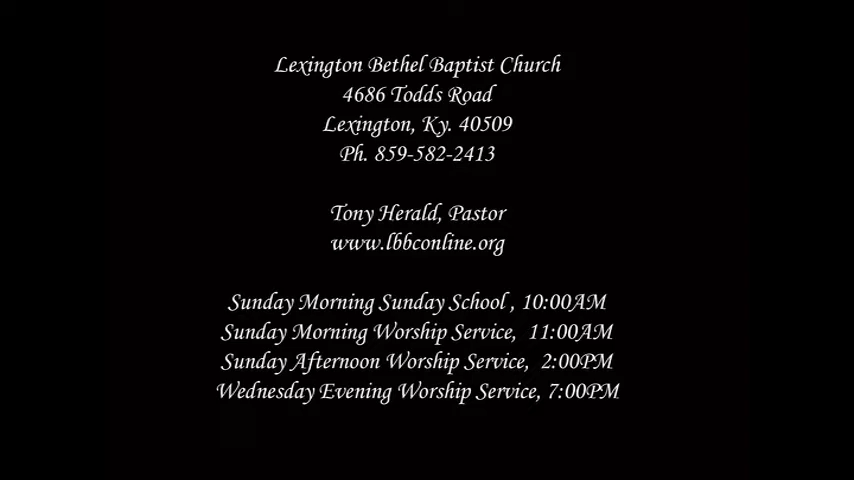 Lexington Bethel Baptist Church
4686 Todds Road
Lexington, Ky. 40509
Ph. 859-582-2413
Tony Herald, Pastor
www.lbbconline.org
Sunday Morning Sunday School , 10:00AM
Sunday Morning Worship Service,  11:00AM
Sunday Afternoon Worship Service,  2:00PM
Wednesday Evening Worship Service, 7:00PM